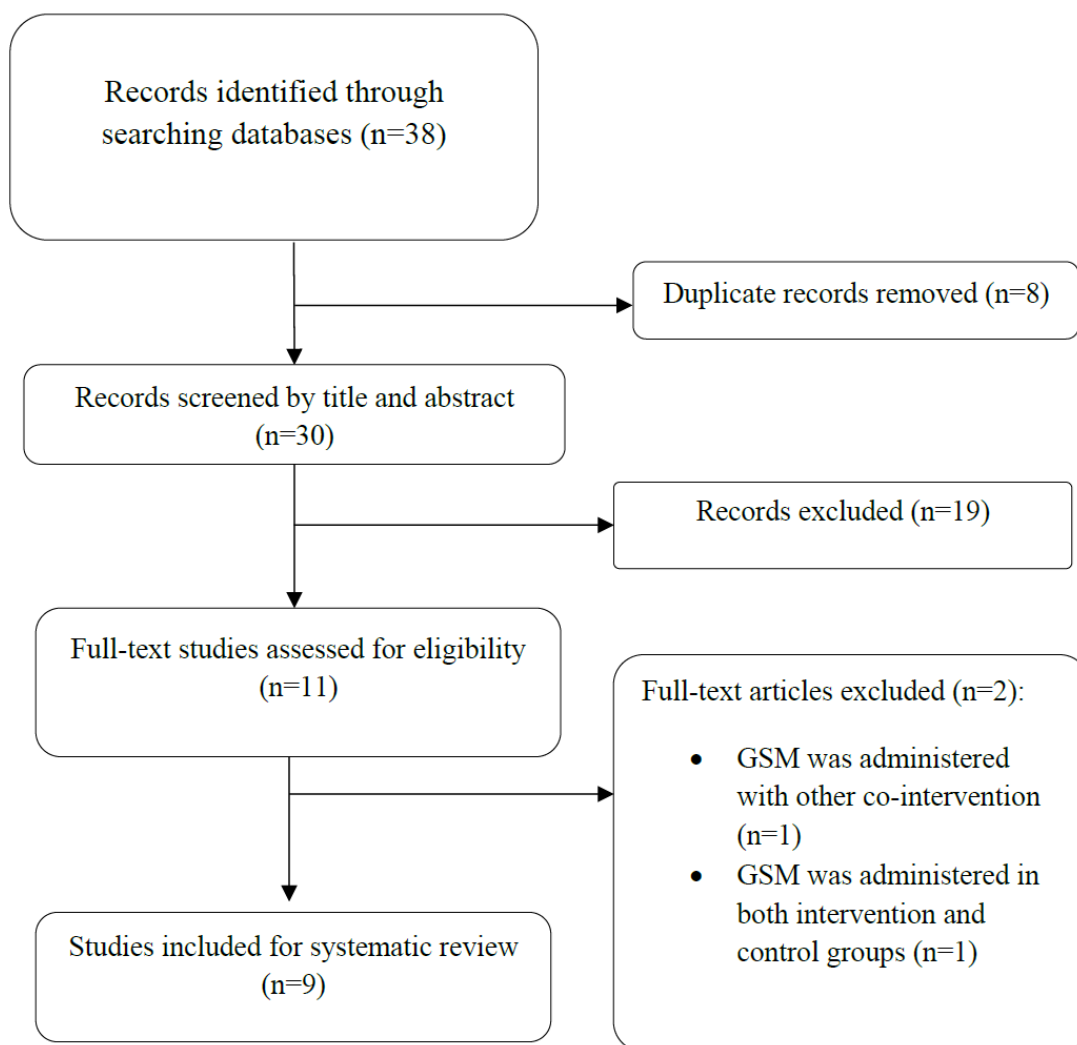 Records identified through
searching databases (n=38)
Duplicate records removed (n=8)
Records screened by title and abstract
(n=30)
Records excluded (n=19)
Full-text studies assessed for eligibility
(n=11)
Full-text articles excluded (n=2):
• GSM was administered
with other co-intervention
(n=1)
• GSM was administered in
both intervention and
control groups (n=1)
Studies included for systematic review
(n=9)